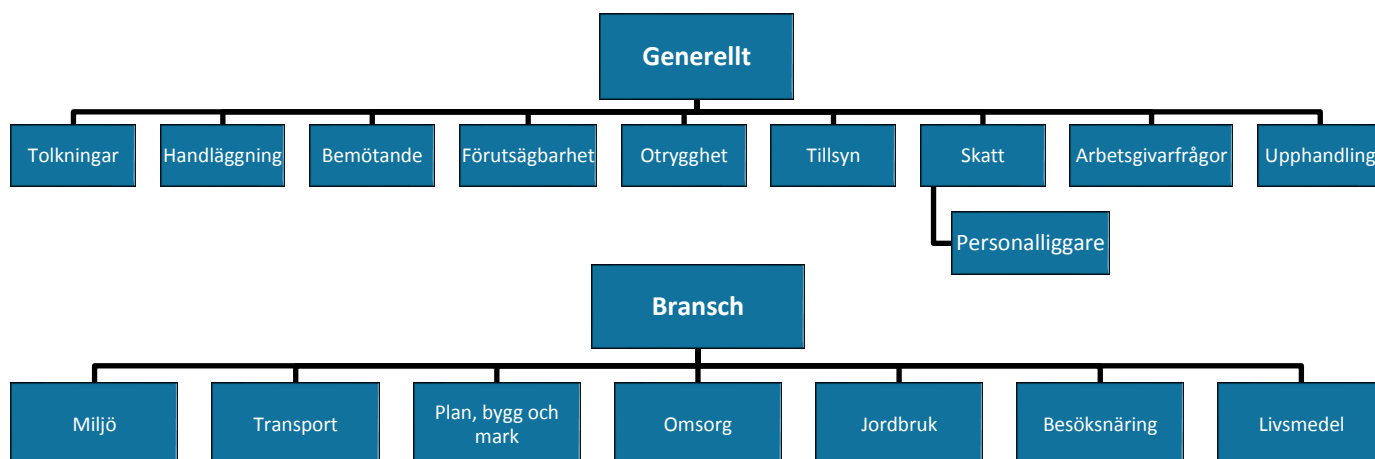 Generellt
Tolkningar
Handläggning
Bemötande
Förutsägbarhet
Otrygghet
Tillsyn
Skatt
Arbetsgivarfrågor
Upphandling
Personalliggare
Bransch
Miljö
Transport
Plan, bygg och
mark
Omsorg
Jordbruk
Besöksnäring
Livsmedel